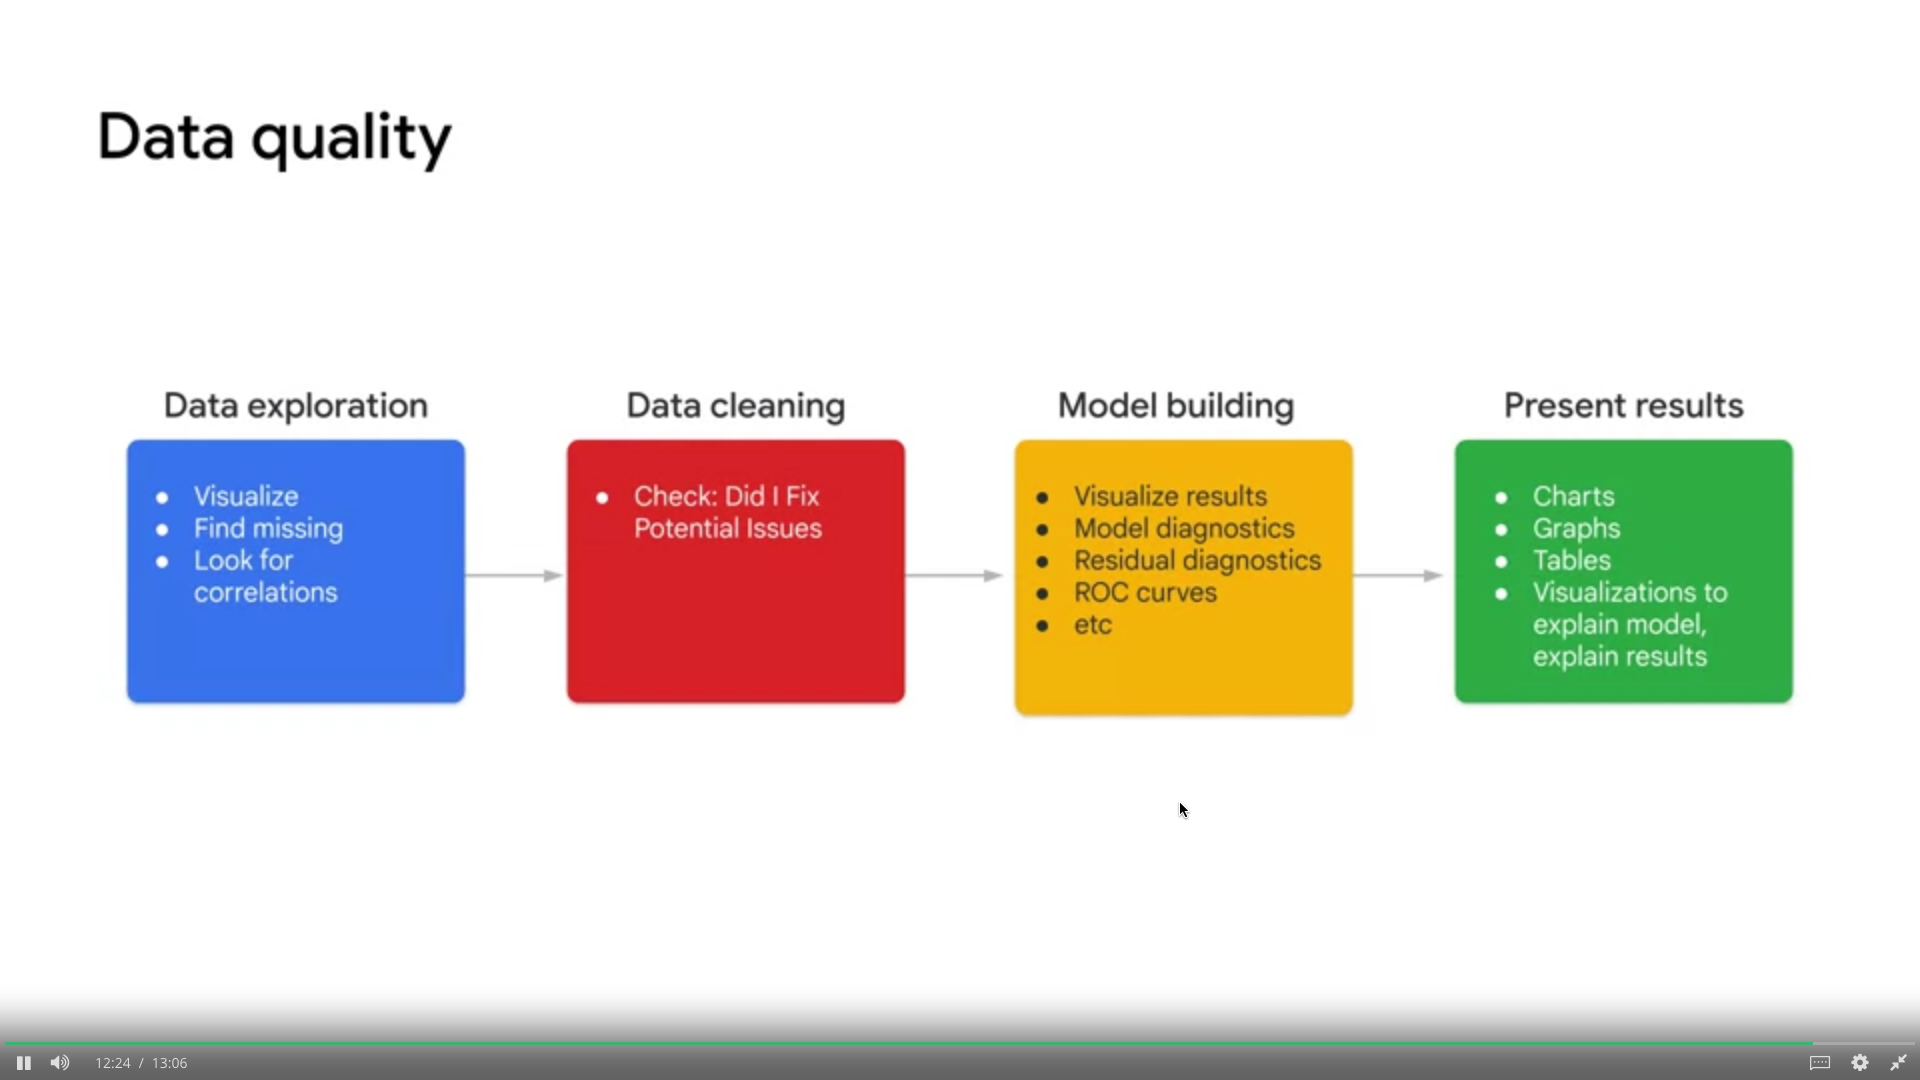 Data quality
Data exploration
● Visualize
● Find missing
● Look for
correlations
Data cleaning
● Check: Did I Fix
Potential Issues
Model building
● Visualize results
● Model diagnostics
● Residual diagnostics
● ROC curves
● etc
Present results
● Charts
● Graphs
● Tables
● Visualizations to
explain model,
explain results
12:24 / 13:06